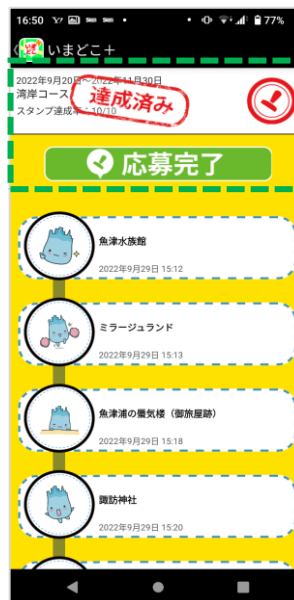 16:50
77%
いまどこ+
2022年9月20日~2022年11月30日
湾岸コース
スタンプ達成率:10/10
達成済み
応募完了
魚津水族館
2022年9月29日 15:12
ミラージュランド
2022年9月29日 15:13
魚津浦の蜃気楼（御旅屋跡）
2022年9月29日 15:18
諏訪神社
2022年9月29日 15:20